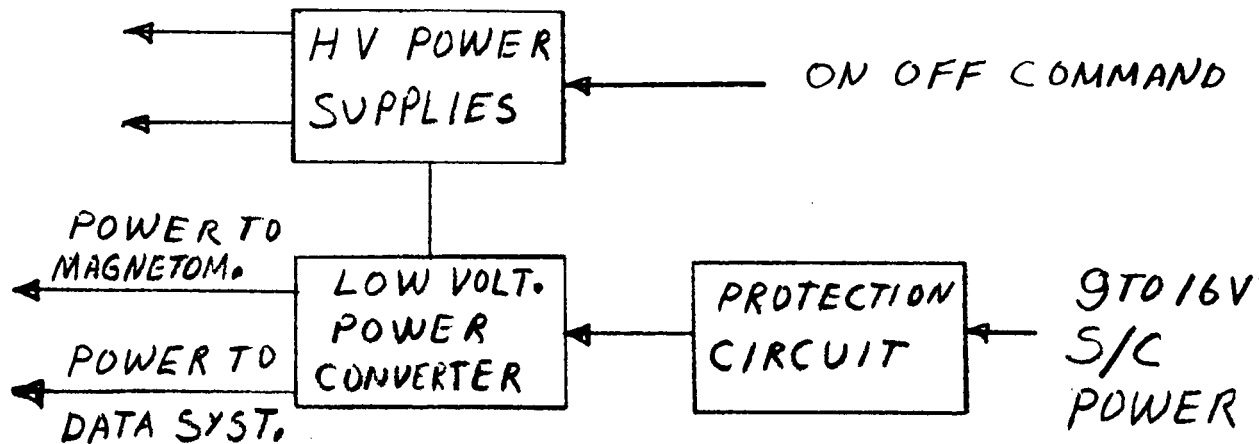 HV POWER
SUPPLIES
ON OFF COMMAND
POWER TO
MAGNETOM.
POWER TO
DATA SYST.
LOW VOLT.
POWER
CONVERTER
PROTECTION
CIRCUIT
9 TO 16V
S/C
POWER